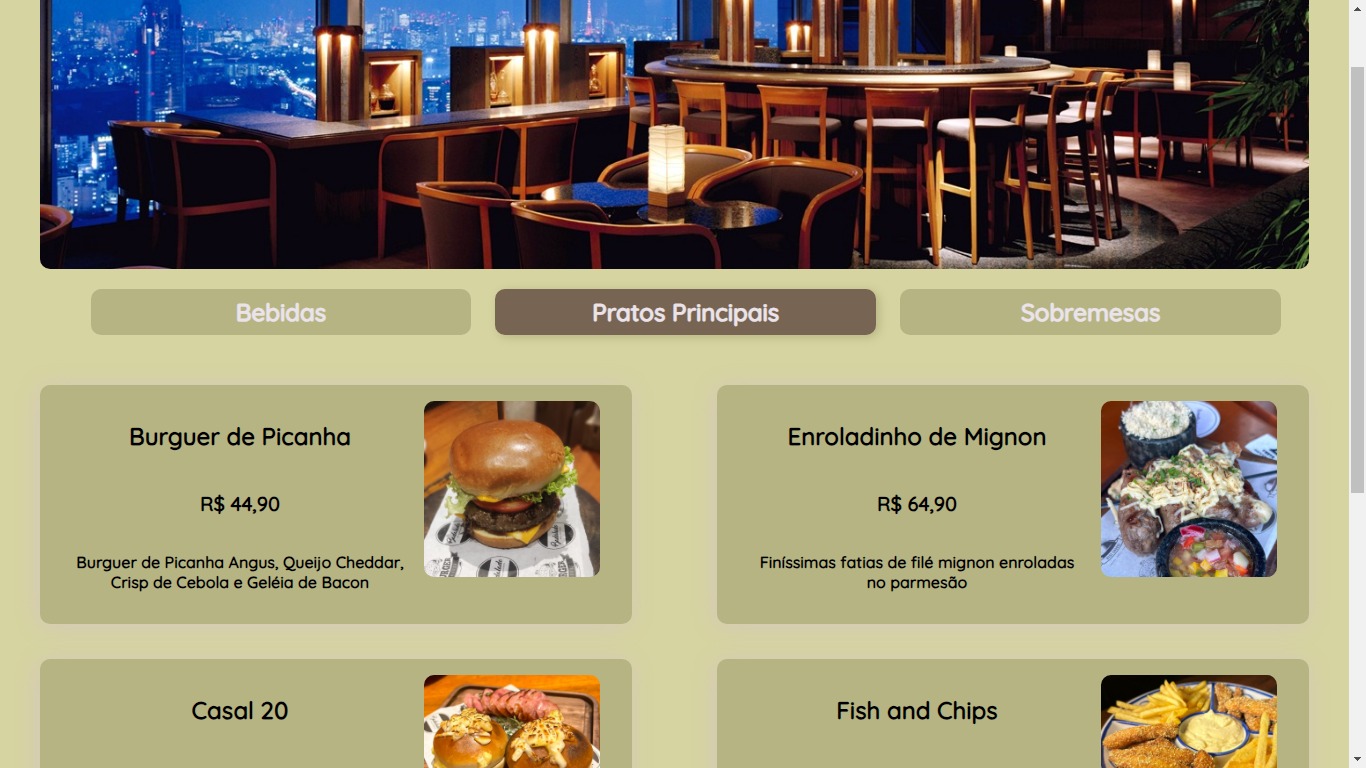 Bebidas
Pratos Principais
Sobremesas
Burguer de Picanha
R$ 44,90
Burguer de Picanha Angus, Queijo Cheddar,
Crisp de Cebola e Geléia de Bacon
Enroladinho de Mignon
R$ 64,90
Finíssimas fatias de filé mignon enroladas
no parmesão
Casal 20
Fish and Chips